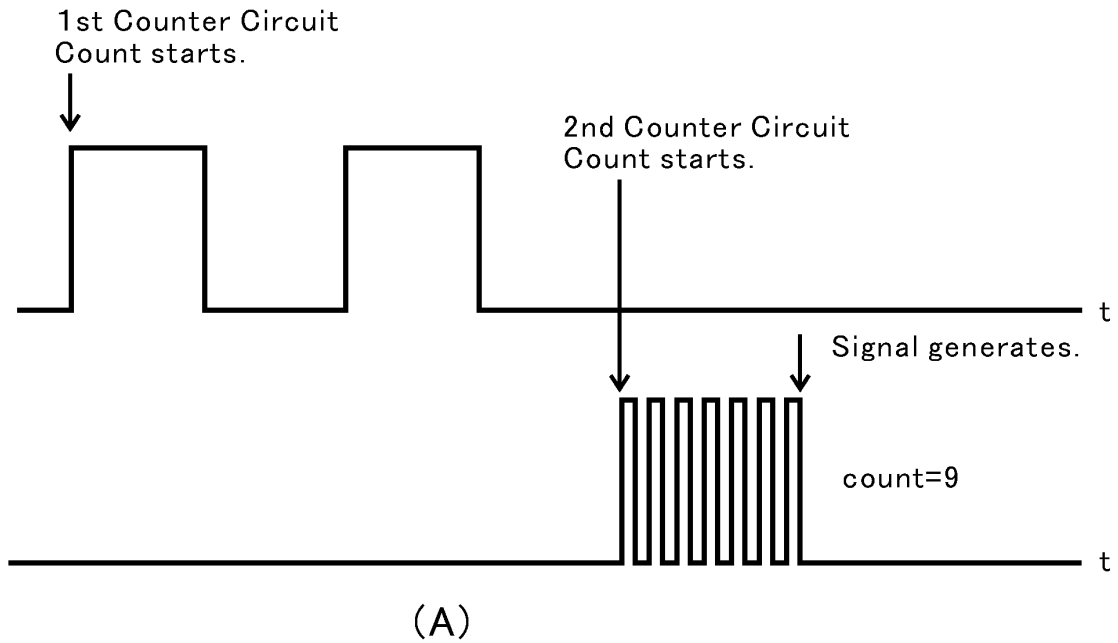 1st Counter Circuit
Count starts.
2nd Counter Circuit
Count starts.
t
Signal generates.
count=9
t
(A)